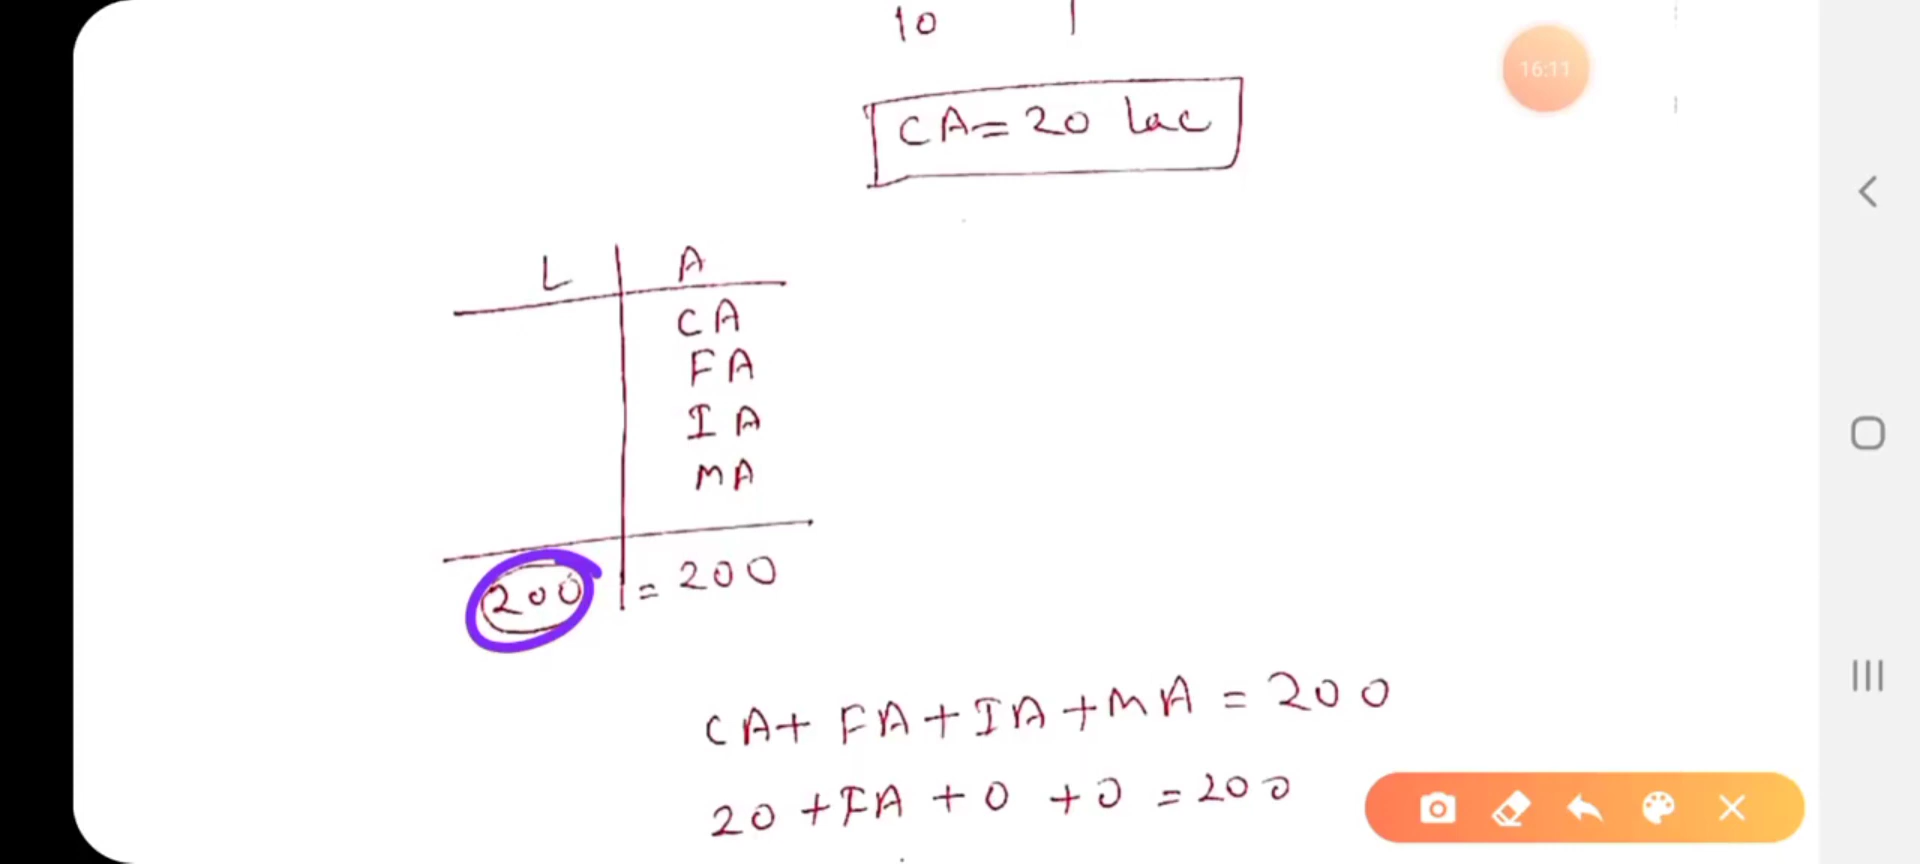 10 1
16:11
CA = 20 lac
L A
CA
FA
IA
MA
200 = 200
CA + FA + IA + MA = 200
20 + FA + 0 + 0 = 200